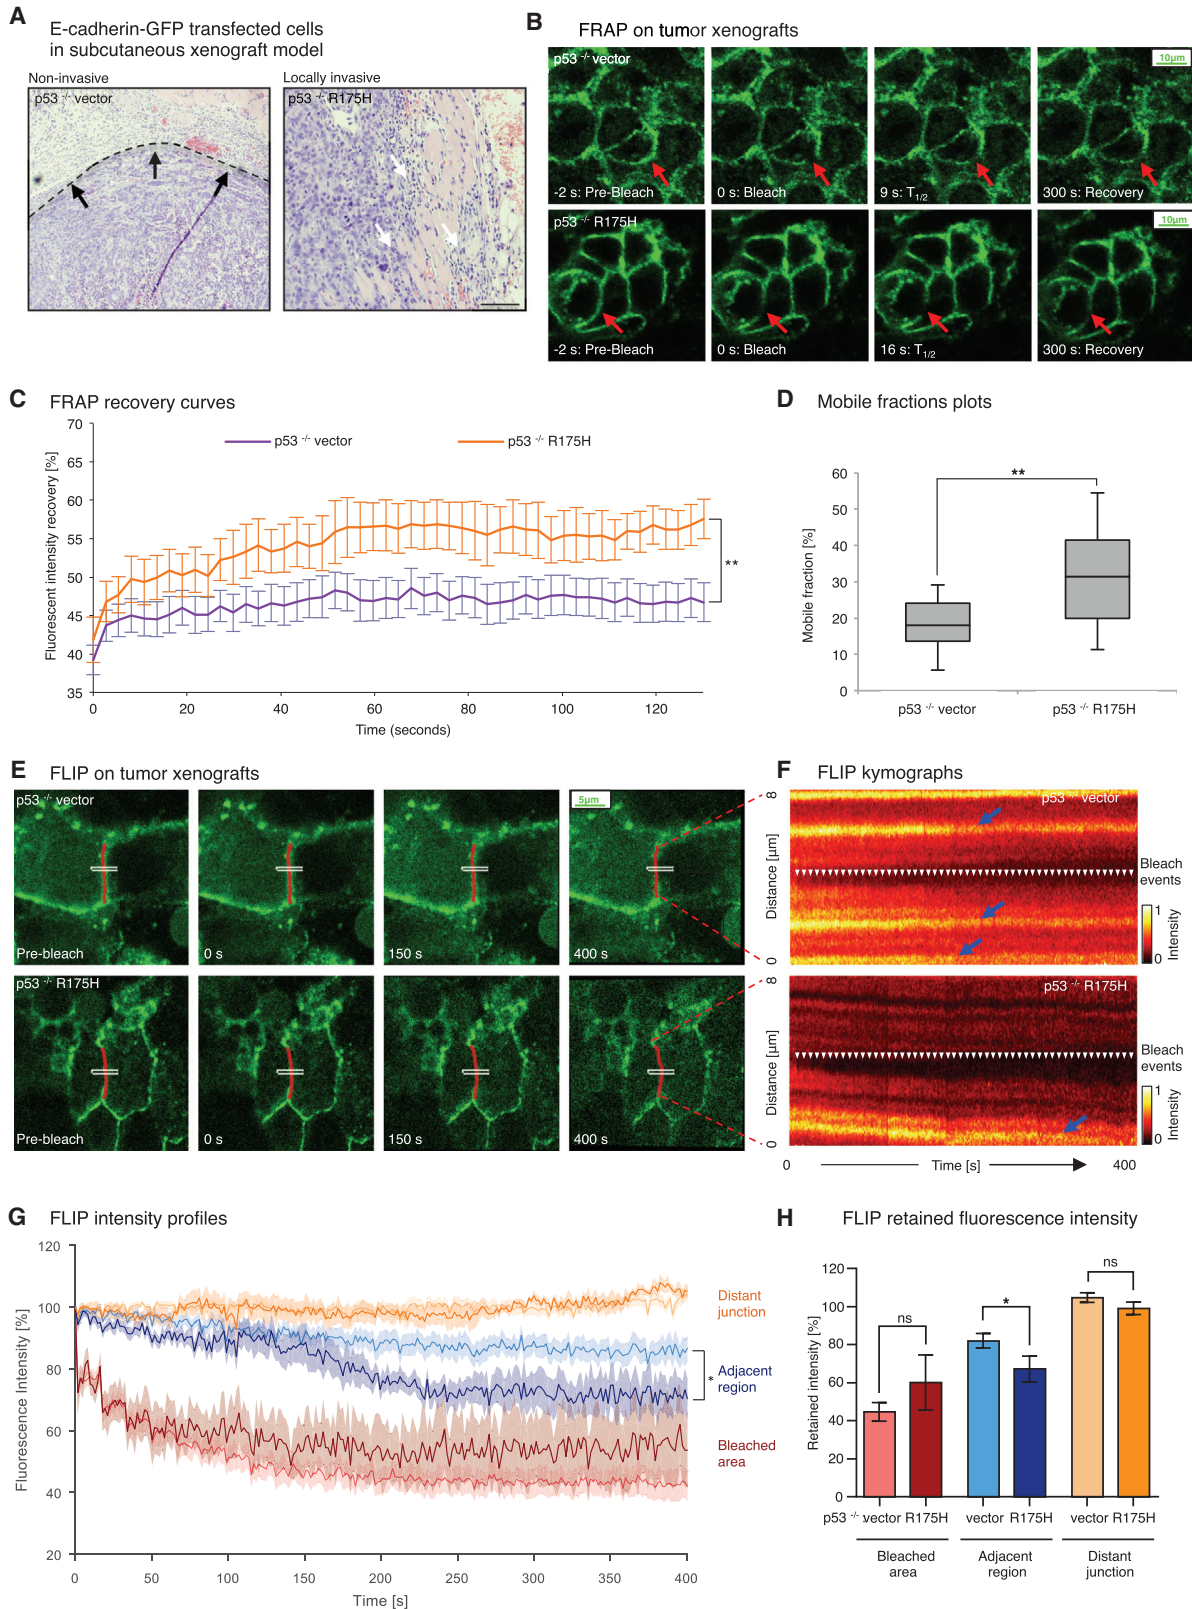 A
E-cadherin-GFP transfected cells
in subcutaneous xenograft model
Non-invasive
p53 -/- vector
Locally invasive
p53 -/- R175H
B
FRAP on tumor xenografts
p53 -/- vector
10µm
-2 s: Pre-Bleach
0 s: Bleach
9 s: T1/2
300 s: Recovery
p53 -/- R175H
10µm
-2 s: Pre-Bleach
0 s: Bleach
16 s: T1/2
300 s: Recovery
C
FRAP recovery curves
Fluorescent intensity recovery [%]
70
65
60
55
50
45
40
35
p53 -/- vector
p53 -/- R175H
**
0 20 40 60 80 100 120
Time (seconds)
D
Mobile fractions plots
Mobile fraction [%]
60
50
40
30
20
10
0
**
p53 -/- vector
p53 -/- R175H
E
FLIP on tumor xenografts
p53 -/- vector
5µm
Pre-bleach
0 s
150 s
400 s
p53 -/- R175H
Pre-bleach
0 s
150 s
400 s
F
FLIP kymographs
8
Distance [µm]
0
p53 -/- vector
Bleach
events
1
0
Intensity
8
Distance [µm]
0
p53 -/- R175H
Bleach
events
1
0
Intensity
0 Time [s] 400
G
FLIP intensity profiles
Fluorescence Intensity [%]
120
100
80
60
40
20
Distant
junction
*
Adjacent
region
Bleached
area
0 50 100 150 200 250 300 350 400
Time [s]
H
FLIP retained fluorescence intensity
Retained intensity [%]
120
100
80
60
40
20
0
ns
*
ns
p53 -/- vector R175H vector R175H vector R175H
Bleached
area
Adjacent
region
Distant
junction